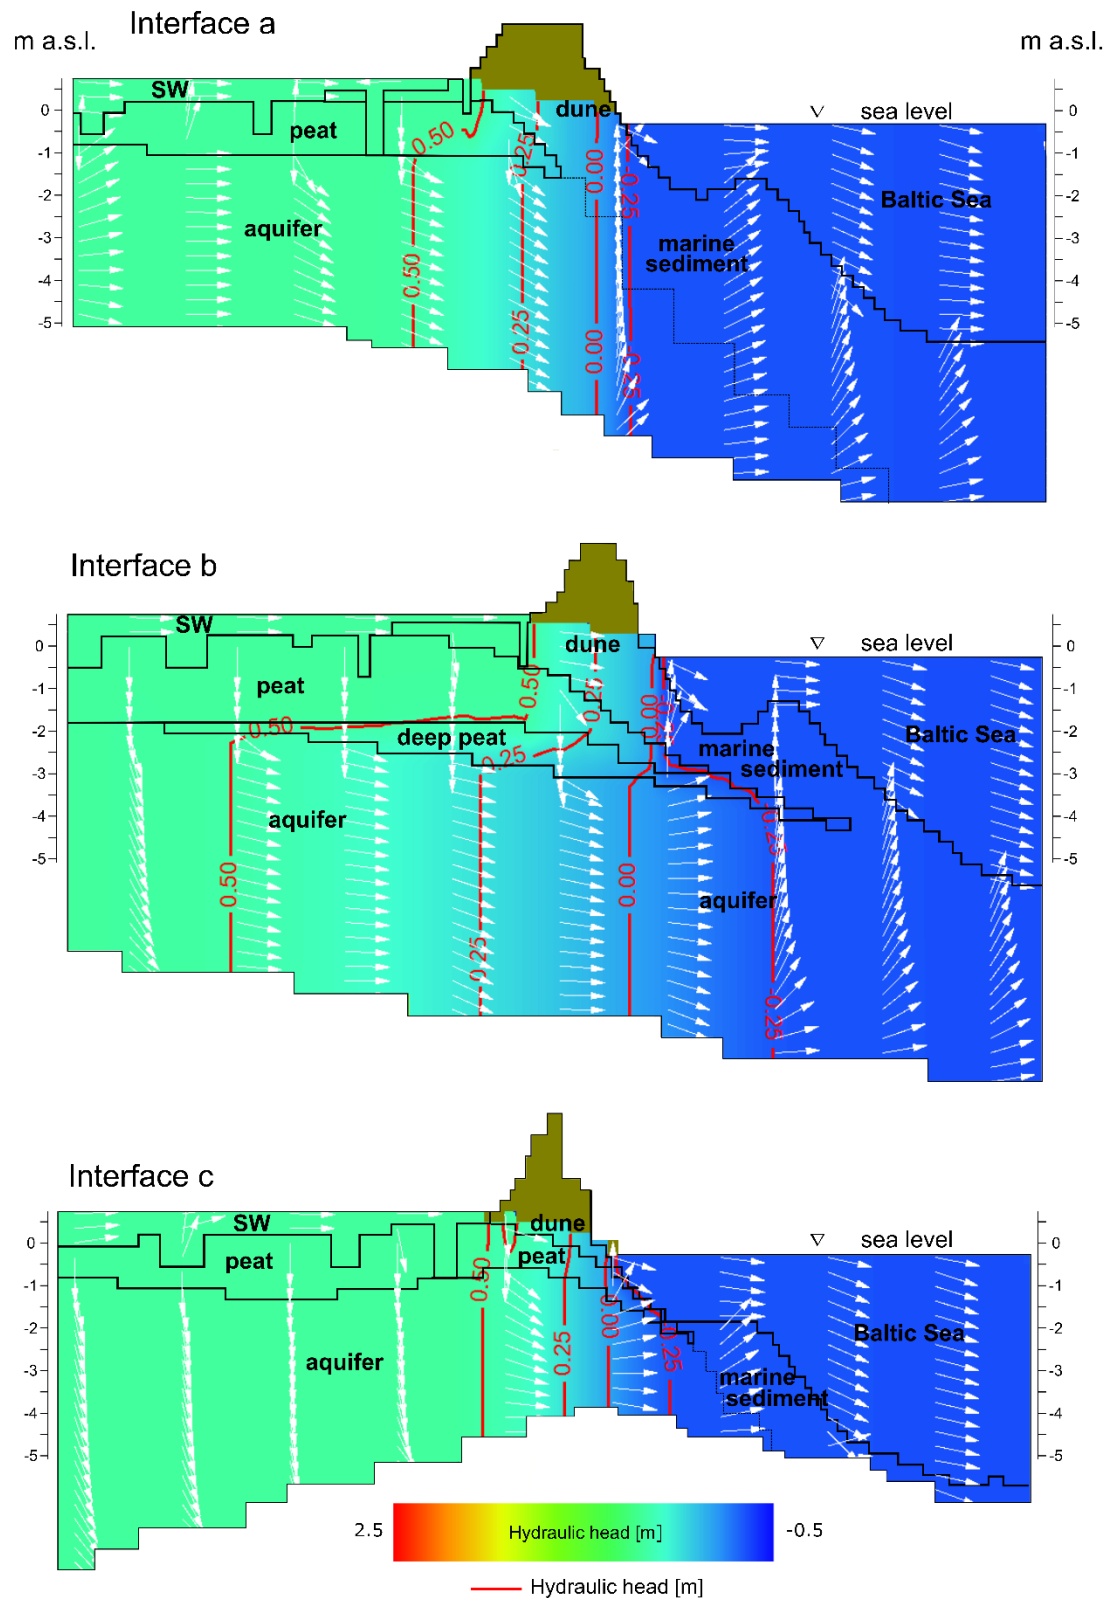 Interface a
m a.s.l.
m a.s.l.
SW
0
peat
dune
0
sea level
-1
0.50
0.25
-1
-2
0.00
-0.25
Baltic Sea
-2
aquifer
marine
sediment
-3
-3
-4
0.50
-4
-5
0.25
0.00
-0.25
-5
Interface b
SW
0
dune
0
sea level
-1
peat
0.50
0.25
0.00
-0.25
-1
-2
0.50
deep peat
marine
sediment
Baltic Sea
-2
-3
0.25
-3
-4
aquifer
-0.25
-4
-5
0.50
0.00
aquifer
-5
0.25
-0.25
Interface c
SW
dune
0
peat
peat
0
sea level
-1
0.50
0.00
-1
-2
aquifer
0.25
-0.25
Baltic Sea
-2
-3
marine
sediment
-3
-4
-4
-5
-5
2.5
Hydraulic head [m]
-0.5
Hydraulic head [m]